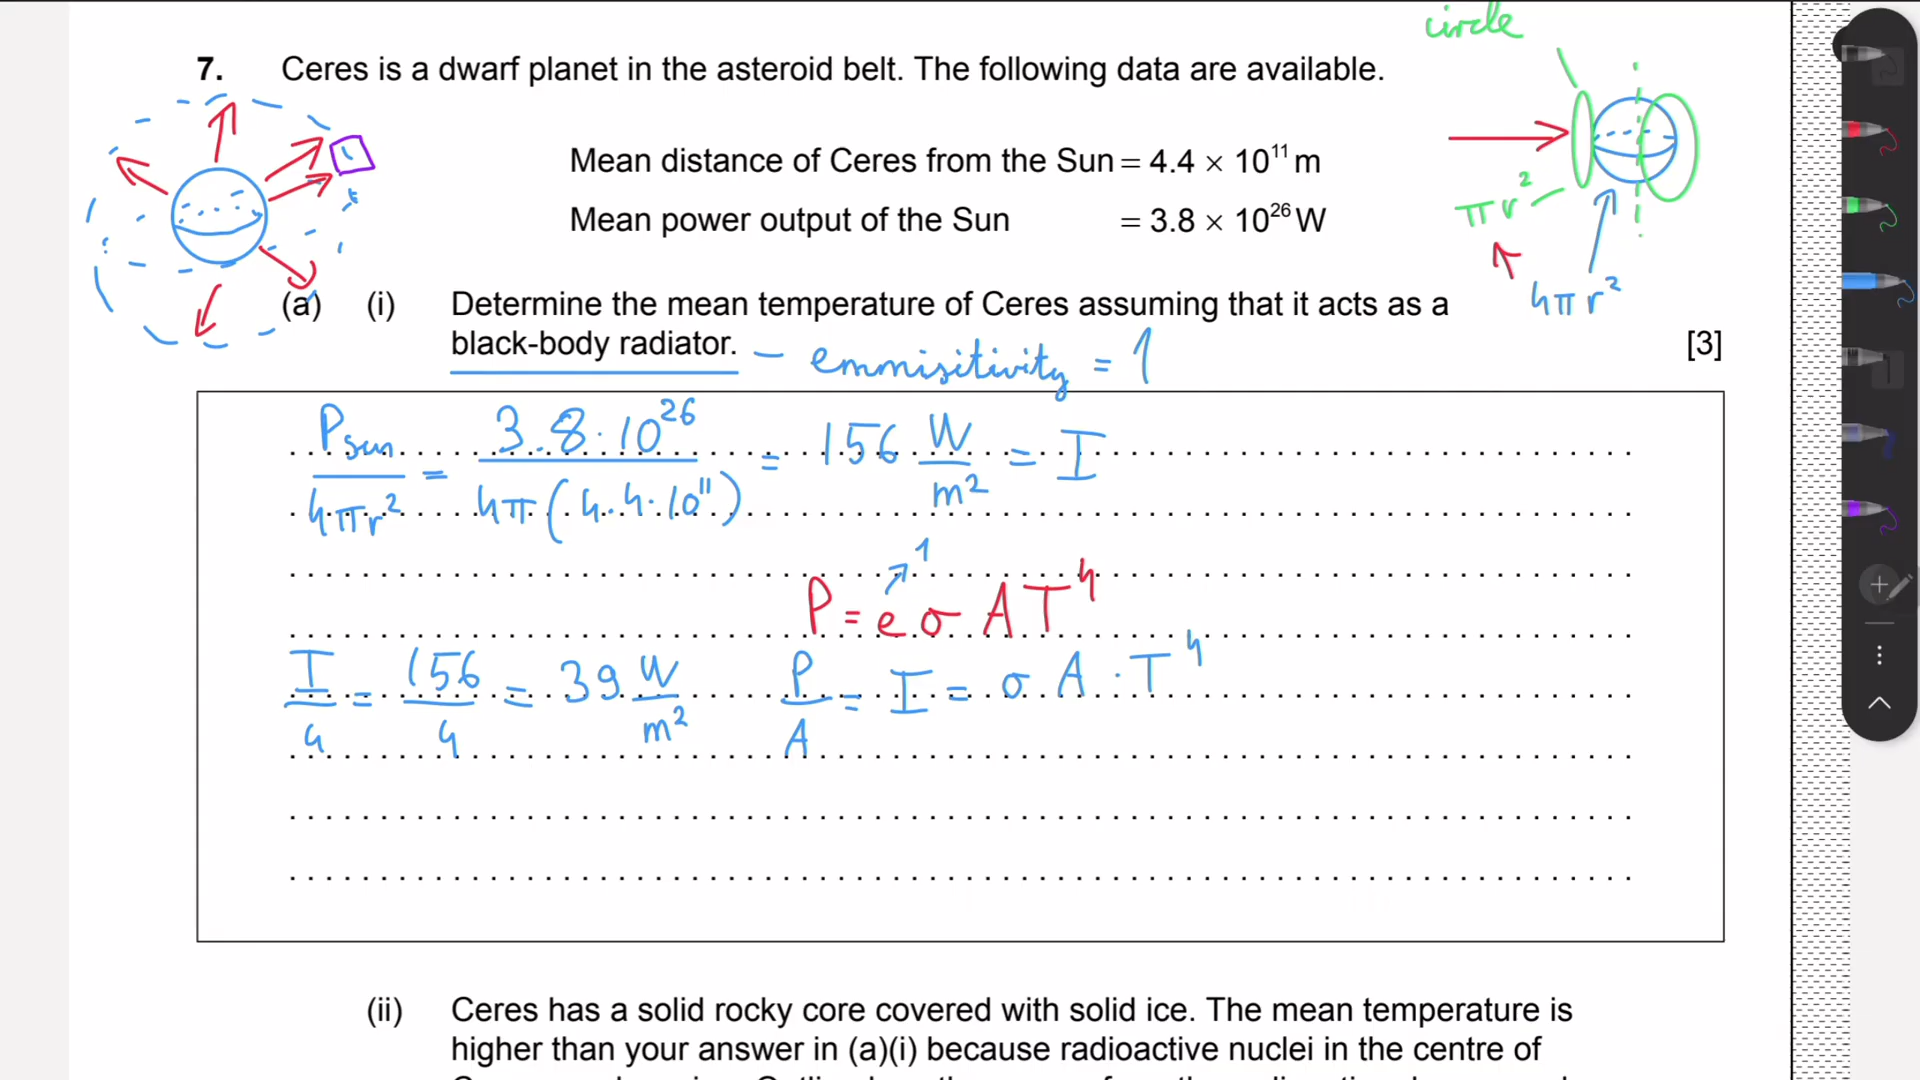 circle
7. Ceres is a dwarf planet in the asteroid belt. The following data are available.
Mean distance of Ceres from the Sun = 4.4 × 10¹¹ m
πr²
Mean power output of the Sun = 3.8 × 10²⁶ W
4πr²
(a) (i) Determine the mean temperature of Ceres assuming that it acts as a
black-body radiator. – emmisitivity = 1 [3]
P_sun / 4πr² = 3.8·10²⁶ / 4π(4.4·10¹¹) = 156 W/m² = I
1
P = e σ A T⁴
I/4 = 156/4 = 39 W/m² P/A = I = σ A · T⁴
(ii) Ceres has a solid rocky core covered with solid ice. The mean temperature is
higher than your answer in (a)(i) because radioactive nuclei in the centre of